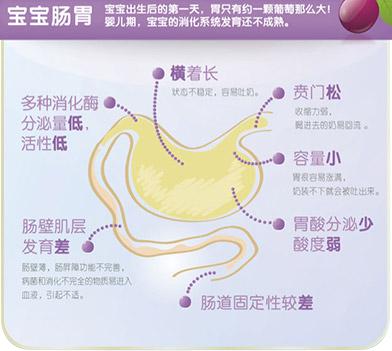 宝宝肠胃
宝宝出生后的第一天，胃只有约一颗葡萄那么大！
婴儿期，宝宝的消化系统发育还不成熟。
横着长
状态不稳定，容易吐奶。
多种消化酶
分泌量低，
活性低
贲门松
收缩力弱，
喝进去的奶易回流。
容量小
胃很容易涨满，
奶装不下就会被吐出来。
胃酸分泌少
酸度弱
肠壁肌层
发育差
肠壁薄，肠屏障功能不完善，
病菌和消化不完全的物质易进入
血液，引起不适。
肠道固定性较差